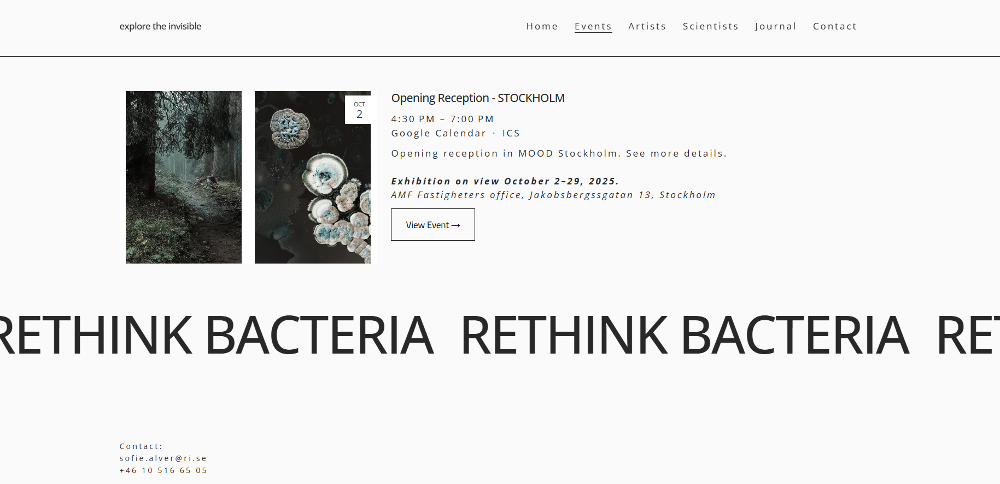 explore the invisible
Home Events Artists Scientists Journal Contact
OCT
2
Opening Reception - STOCKHOLM
4:30 PM – 7:00 PM
Google Calendar · ICS
Opening reception in MOOD Stockholm. See more details.
Exhibition on view October 2–29, 2025.
AMF Fastigheters office, Jakobsbergssgatan 13, Stockholm
View Event →
RETHINK BACTERIA RETHINK BACTERIA RET
Contact:
sofie.alver@ri.se
+46 10 516 65 05